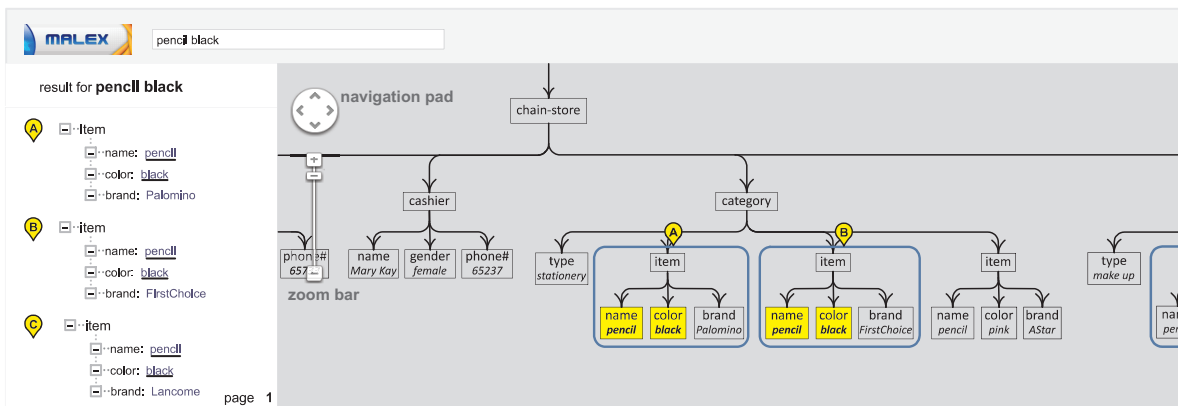 MALEX
pencil black
result for pencil black
A
Item
name: pencil
color: black
brand: Palomino
B
item
name: pencil
color: black
brand: FirstChoice
C
item
name: pencil
color: black
brand: Lancome
page 1
navigation pad
zoom bar
chain-store
cashier
category
phone#
name
Mary Kay
gender
female
phone#
65237
type
stationery
A
item
name
pencil
color
black
brand
Palomino
B
item
name
pencil
color
black
brand
FirstChoice
item
name
pencil
color
pink
brand
AStar
type
make up